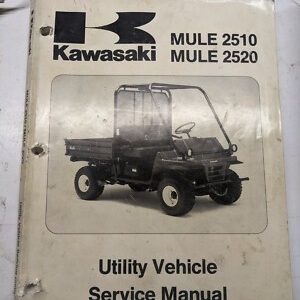 Kawasaki
MULE 2510
MULE 2520
Utility Vehicle
Service Manual